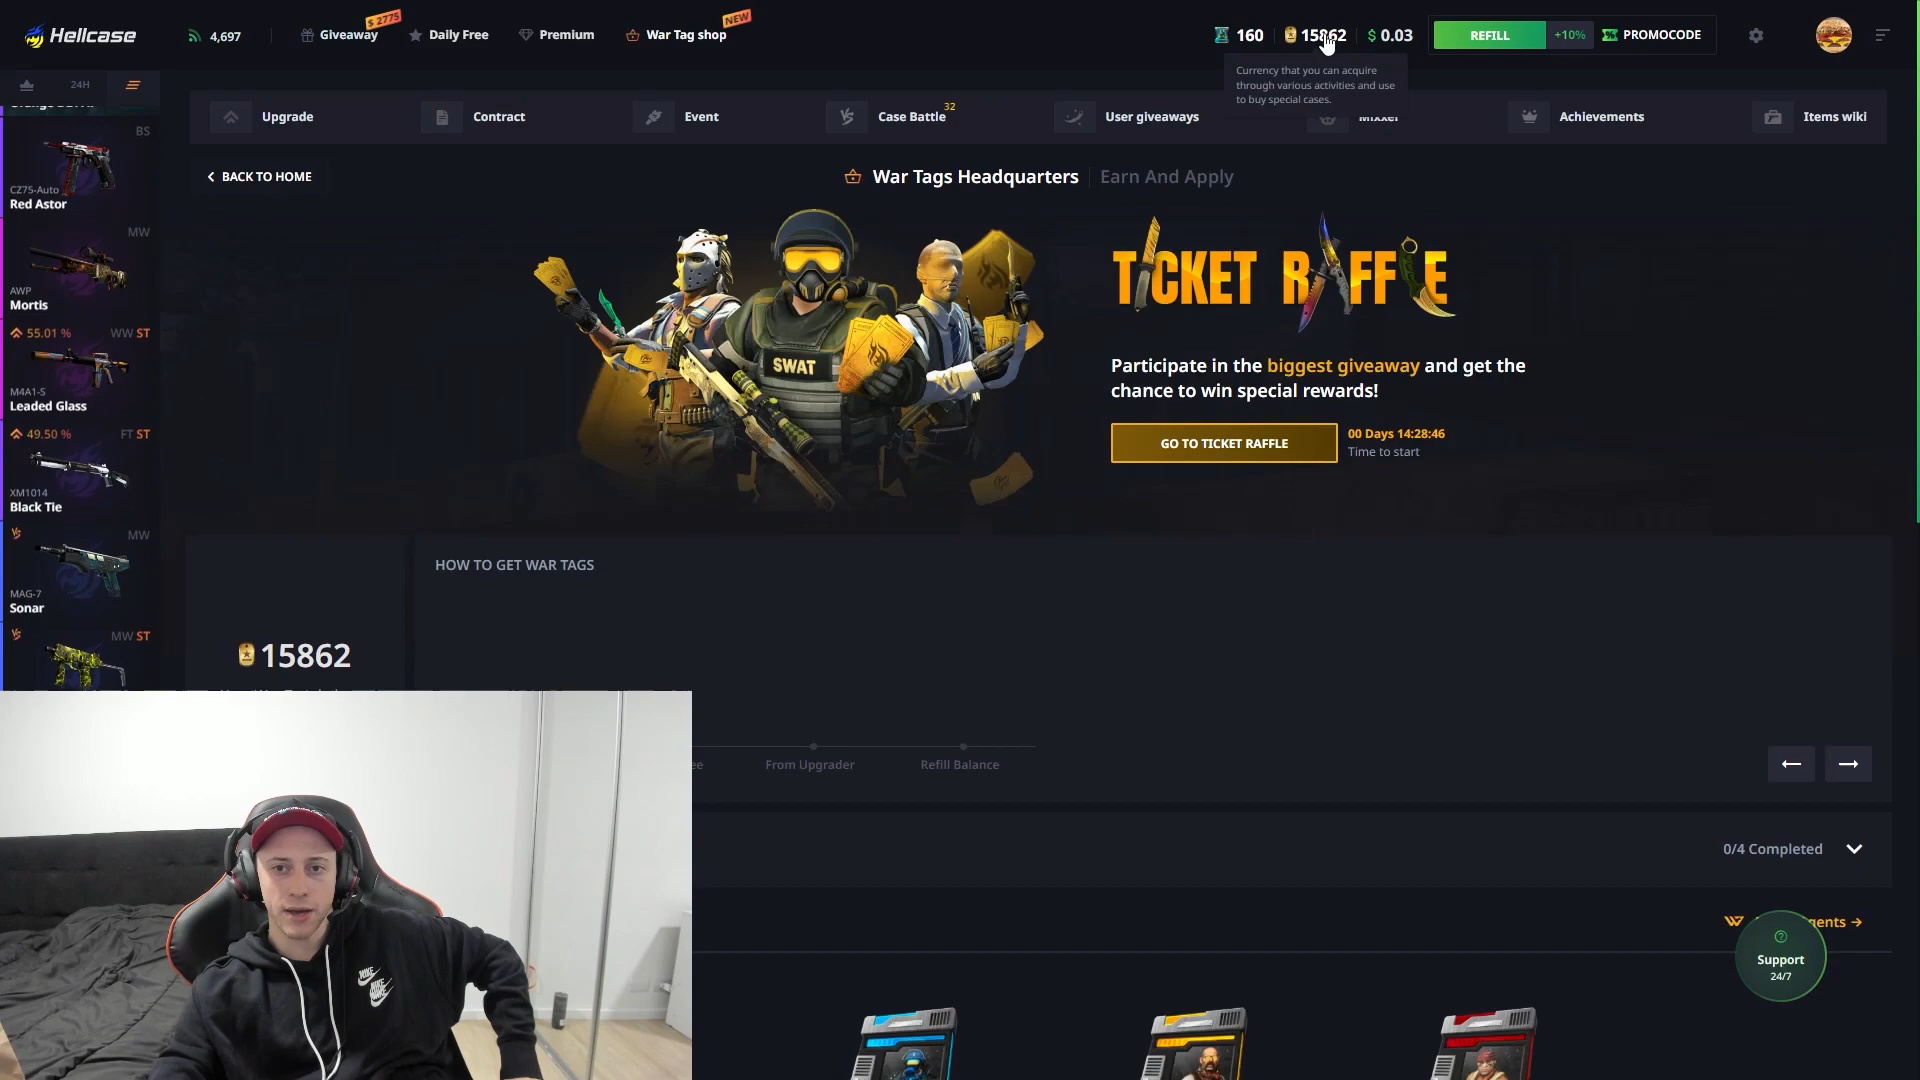 Hellcase
4,697
Giveaway
$ 2775
Daily Free
Premium
War Tag shop
NEW
160
15862
$ 0.03
REFILL
+10%
PROMOCODE
Currency that you can acquire
through various activities and use
to buy special cases.
24H
Upgrade
Contract
Event
Case Battle
32
User giveaways
Mixxer
Achievements
Items wiki
BACK TO HOME
War Tags Headquarters
Earn And Apply
BS
CZ75-Auto
Red Astor
MW
AWP
Mortis
55.01 %
WW ST
M4A1-S
Leaded Glass
49.50 %
FT ST
XM1014
Black Tie
VS
MW
MAG-7
Sonar
VS
MW ST
SWAT
TICKET RAFFLE
Participate in the biggest giveaway and get the
chance to win special rewards!
GO TO TICKET RAFFLE
00 Days 14:28:46
Time to start
HOW TO GET WAR TAGS
15862
From Upgrader
Refill Balance
0/4 Completed
Support
24/7
NIKE
NIKE